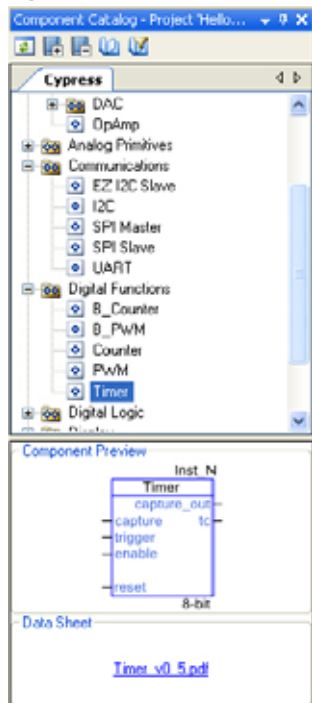 Component Catalog - Project 'Hello...
Cypress
DAC
OpAmp
Analog Primitives
Communications
EZ I2C Slave
I2C
SPI Master
SPI Slave
UART
Digital Functions
B_Counter
B_PWM
Counter
PWM
Timer
Digital Logic
Component Preview
Inst_N
Timer
capture_out
capture tc
trigger
enable
reset
8-bit
Data Sheet
Timer_v0_5.pdf